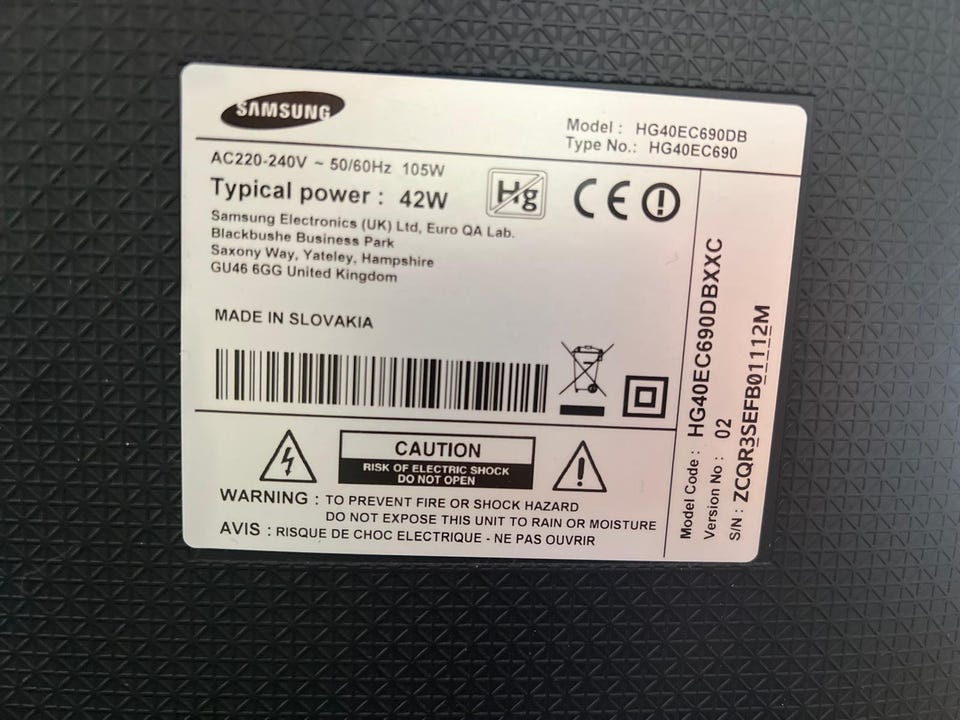 SAMSUNG
Model : HG40EC690DB
Type No.: HG40EC690
AC220-240V ~ 50/60Hz 105W
Typical power : 42W
Hg
CE
Samsung Electronics (UK) Ltd, Euro QA Lab.
Blackbushe Business Park
Saxony Way, Yateley, Hampshire
GU46 6GG United Kingdom
MADE IN SLOVAKIA
CAUTION
RISK OF ELECTRIC SHOCK
DO NOT OPEN
WARNING : TO PREVENT FIRE OR SHOCK HAZARD
DO NOT EXPOSE THIS UNIT TO RAIN OR MOISTURE
AVIS : RISQUE DE CHOC ELECTRIQUE - NE PAS OUVRIR
Model Code : HG40EC690DBXXC
Version No : 02
S/N : ZCQR3SEFB01112M